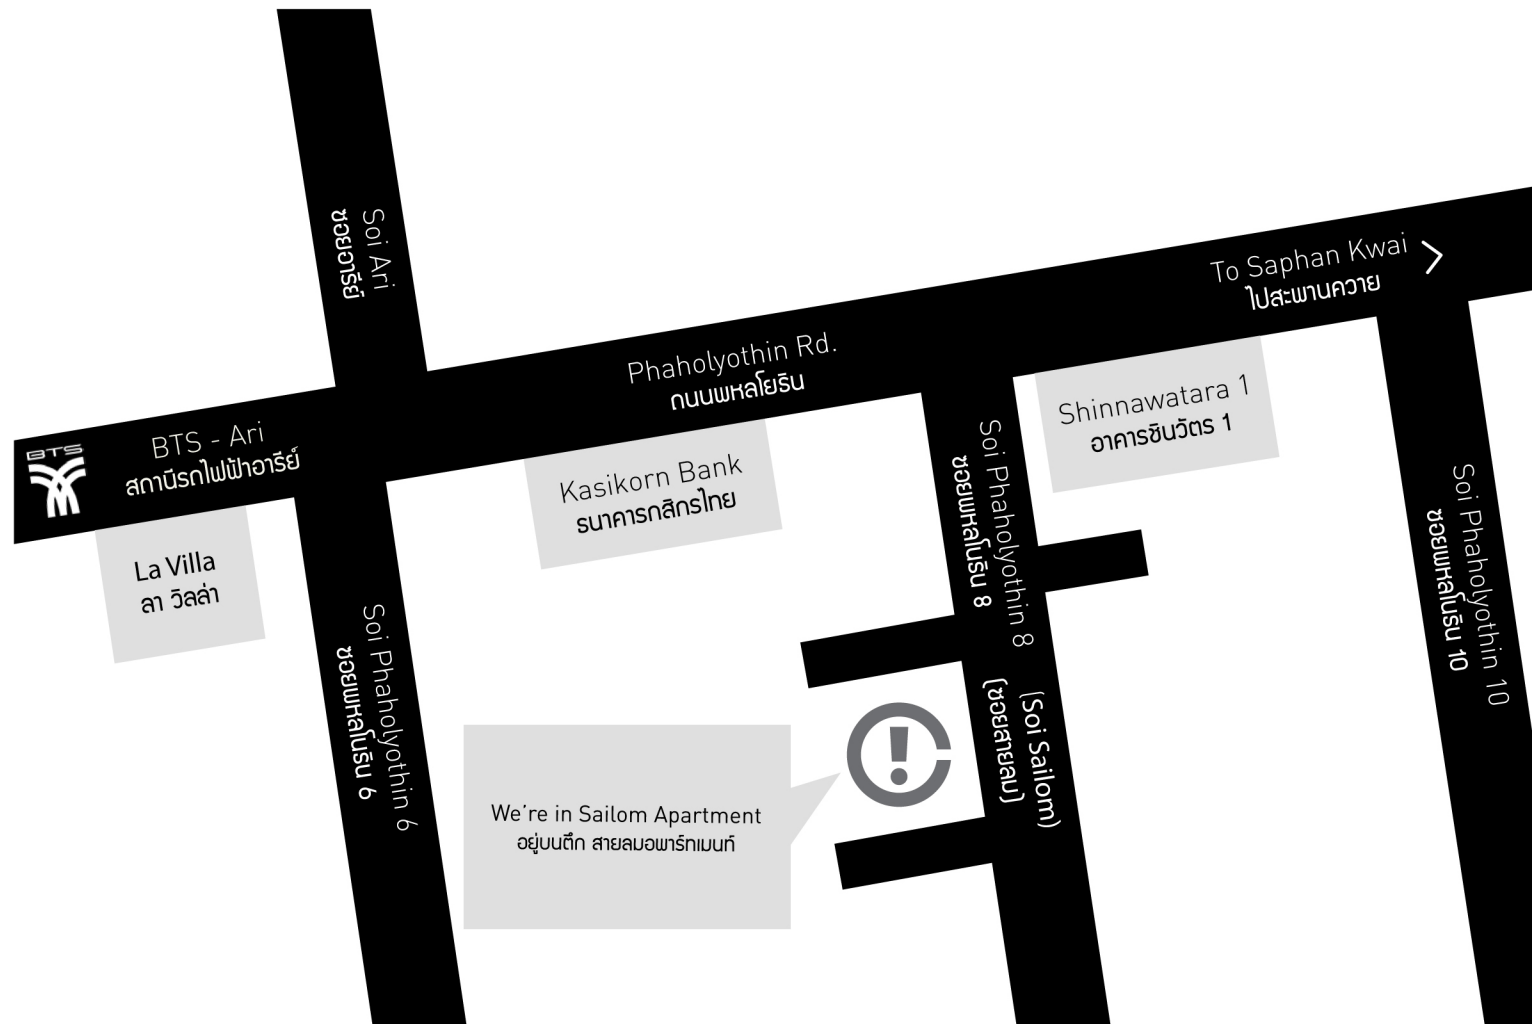 Soi Ari
ซอยอารีย์
To Saphan Kwai
ไปสะพานควาย
Phaholyothin Rd.
ถนนพหลโยธิน
BTS
BTS - Ari
สถานีรถไฟฟ้าอารีย์
Shinnawatara 1
อาคารชินวัตร 1
Kasikorn Bank
ธนาคารกสิกรไทย
La Villa
ลา วิลล่า
Soi Phaholyothin 8
ซอยพหลโนธิน 8
(Soi Sailom)
(ซอยสายลม)
Soi Phaholyothin 10
ซอยพหลโนธิน 10
Soi Phaholyothin 6
ซอยพหลโนธิน 6
We're in Sailom Apartment
อยู่บนตึก สายลมอพาร์ทเมนท์